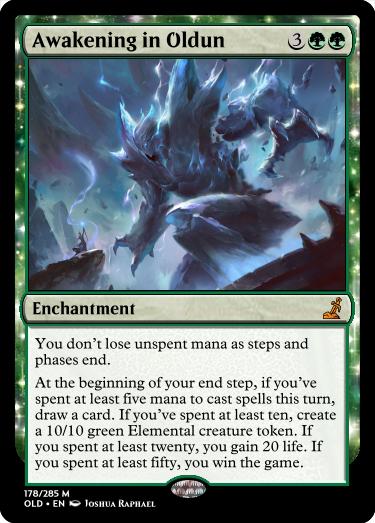 Awakening in Oldun 3
Enchantment
You don't lose unspent mana as steps and
phases end.
At the beginning of your end step, if you've
spent at least five mana to cast spells this turn,
draw a card. If you've spent at least ten, create
a 10/10 green Elemental creature token. If
you spent at least twenty, you gain 20 life. If
you spent at least fifty, you win the game.
178/285 M
OLD • EN Joshua Raphael